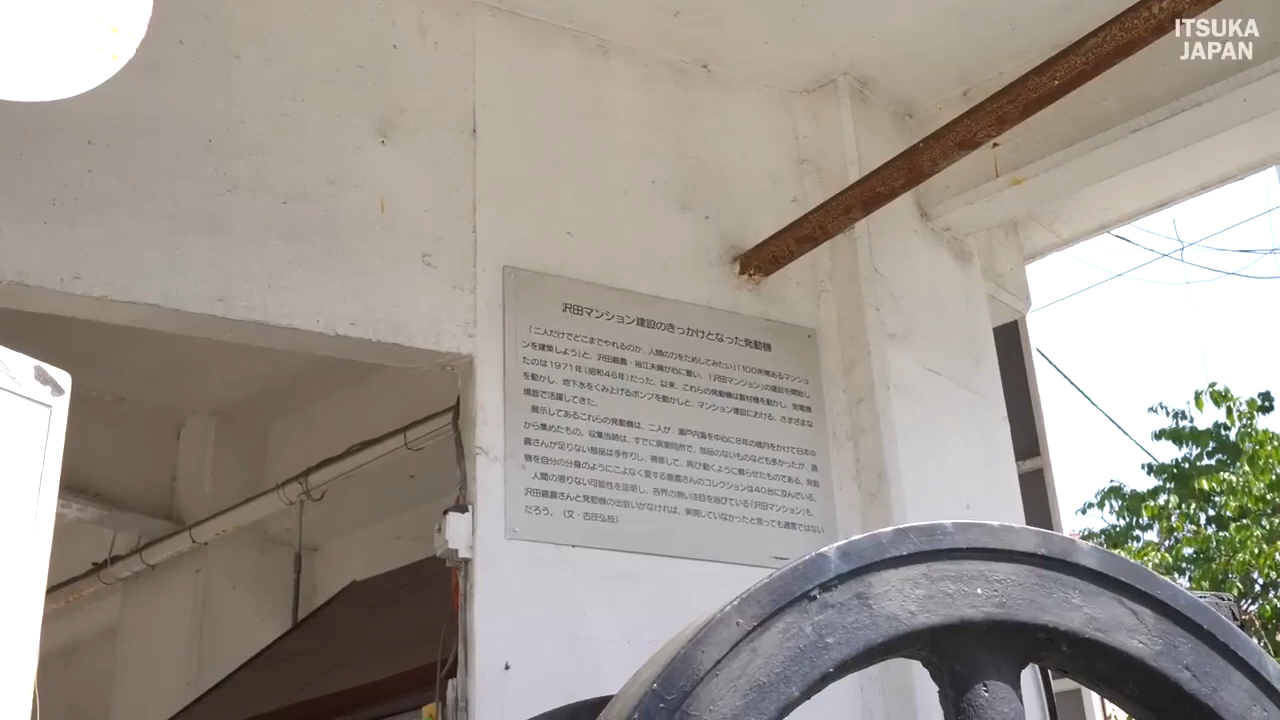 ITSUKA
JAPAN
沢田マンション建設のきっかけとなった発動機
「二人だけでどこまでやれるのか、人間の力をためしてみたい」「100所帯あるマンショ
ンを建築しよう」と、沢田嘉農・裕江夫婦が心に誓い、「沢田マンション」の建設を開始し
たのは1971年(昭和46年)だった。以来、これらの発動機は製材機を動かし、発電機
を動かし、地下水をくみ上げるポンプを動かしと、マンション建設における、さまざまな
場面で活躍してきた。
展示してあるこれらの発動機は、二人が、瀬戸内海を中心に8年の歳月をかけて日本中
から集めたもの。収集当時は、すでに廃棄同然で、部品のないものなども多かったが、嘉
農さんが足りない部品は手作りし、補修して、再び動くように甦らせたものである。発動
機を自分の分身のようにこよなく愛する嘉農さんのコレクションは40台に及んでいる。
人間の限りない可能性を証明し、各界の熱い注目を浴びている「沢田マンション」も、
沢田嘉農さんと発動機の出会いがなければ、実現していなかったと言っても過言ではない
だろう。(文・古庄弘枝)